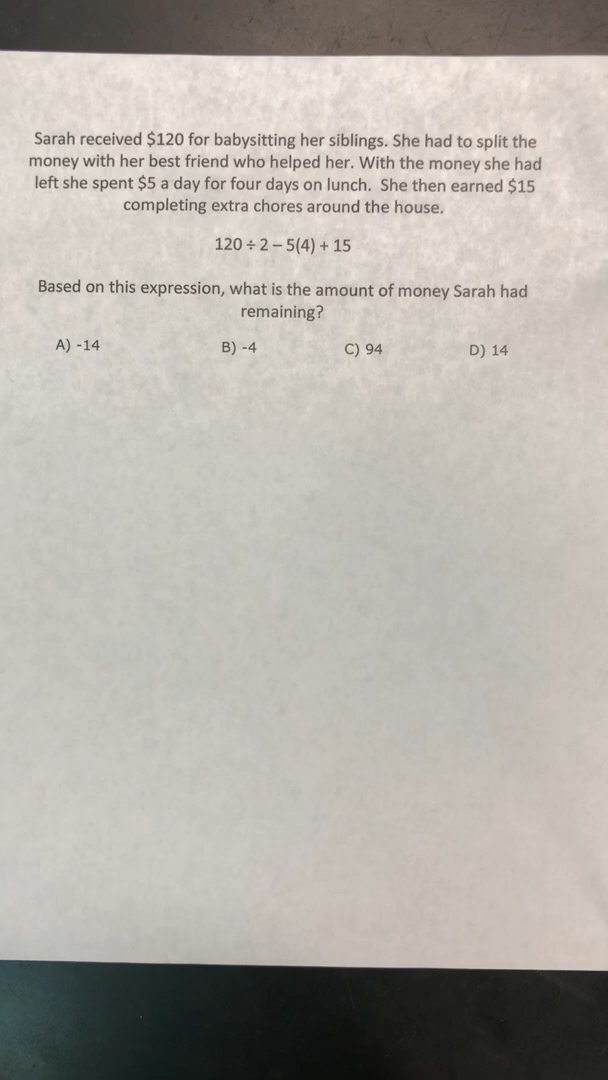 Sarah received $120 for babysitting her siblings. She had to split the
money with her best friend who helped her. With the money she had
left she spent $5 a day for four days on lunch. She then earned $15
completing extra chores around the house.
120 ÷ 2 – 5(4) + 15
Based on this expression, what is the amount of money Sarah had
remaining?
A) -14 B) -4 C) 94 D) 14